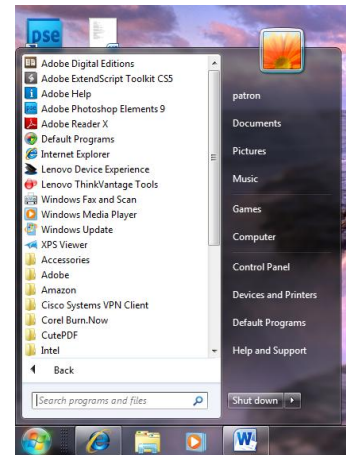 pse
Adobe Digital Editions
Adobe ExtendScript Toolkit CS5
Adobe Help
Adobe Photoshop Elements 9
Adobe Reader X
Default Programs
Internet Explorer
Lenovo Device Experience
Lenovo ThinkVantage Tools
Windows Fax and Scan
Windows Media Player
Windows Update
XPS Viewer
Accessories
Adobe
Amazon
Cisco Systems VPN Client
Corel Burn.Now
CutePDF
Intel
Back
Search programs and files
patron
Documents
Pictures
Music
Games
Computer
Control Panel
Devices and Printers
Default Programs
Help and Support
Shut down
W